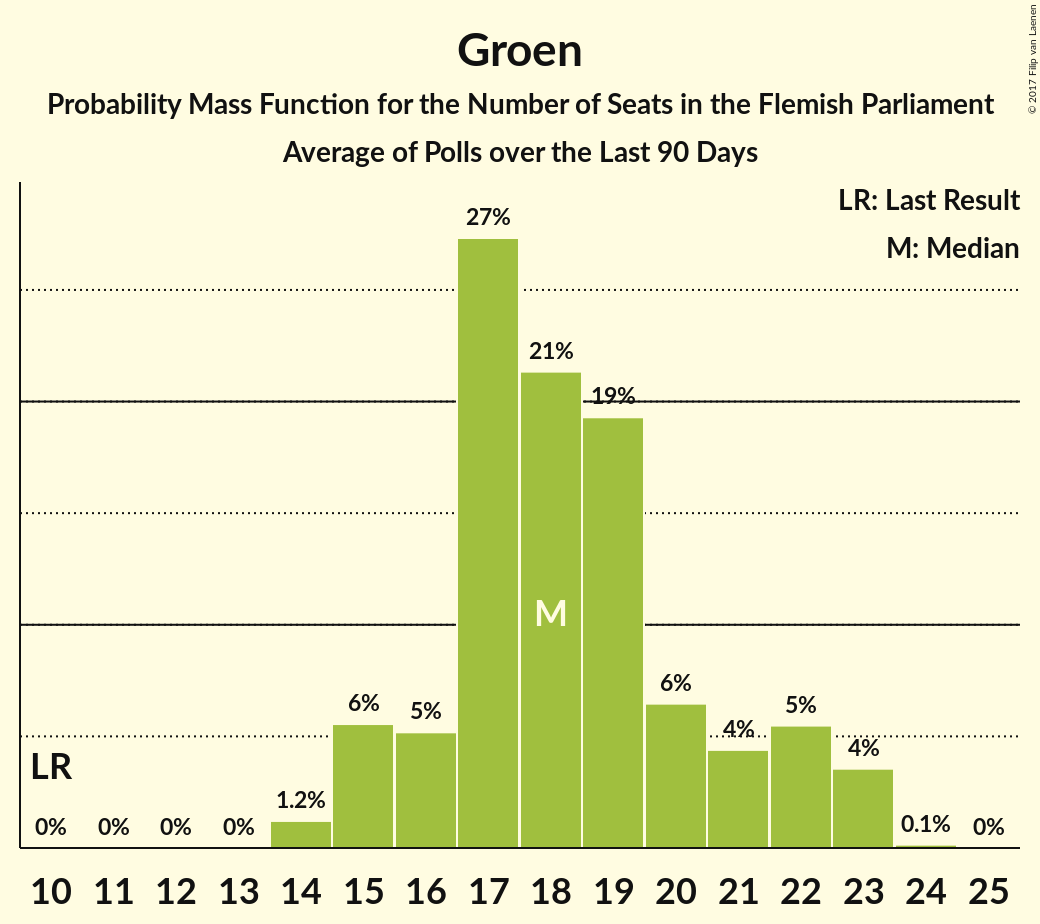 Groen
Probability Mass Function for the Number of Seats in the Flemish Parliament
Average of Polls over the Last 90 Days
© 2017 Filip van Laenen
LR: Last Result
M: Median
27%
21%
19%
M
6%
5%
6%
4%
5%
4%
LR
0%
0%
0%
0%
1.2%
0.1%
0%
10 11 12 13 14 15 16 17 18 19 20 21 22 23 24 25